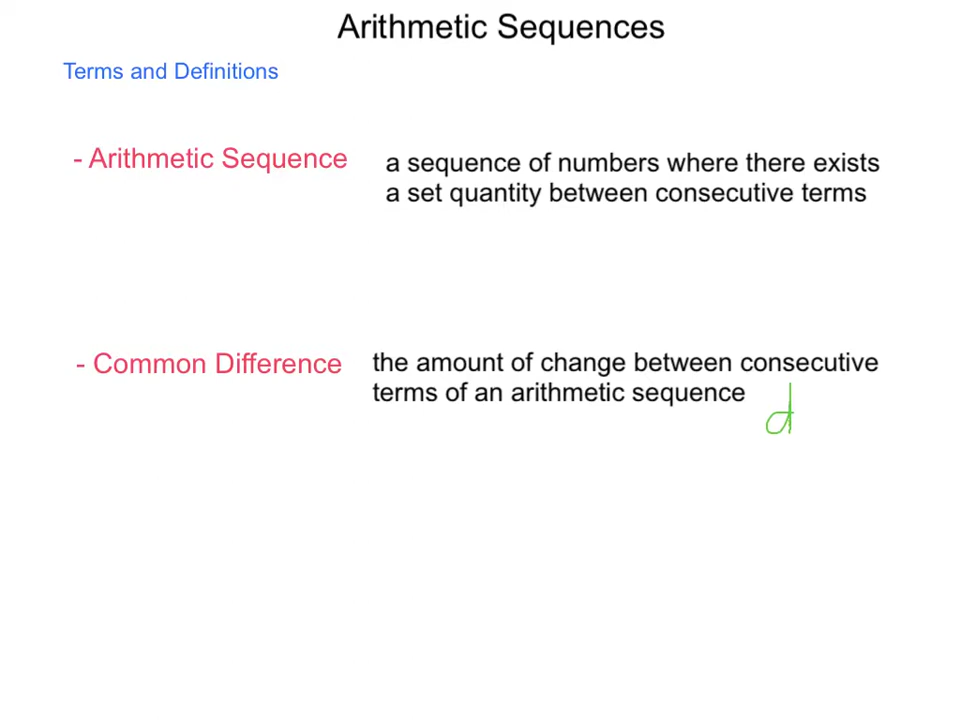 Arithmetic Sequences
Terms and Definitions
- Arithmetic Sequence
a sequence of numbers where there exists
a set quantity between consecutive terms
- Common Difference
the amount of change between consecutive
terms of an arithmetic sequence
d